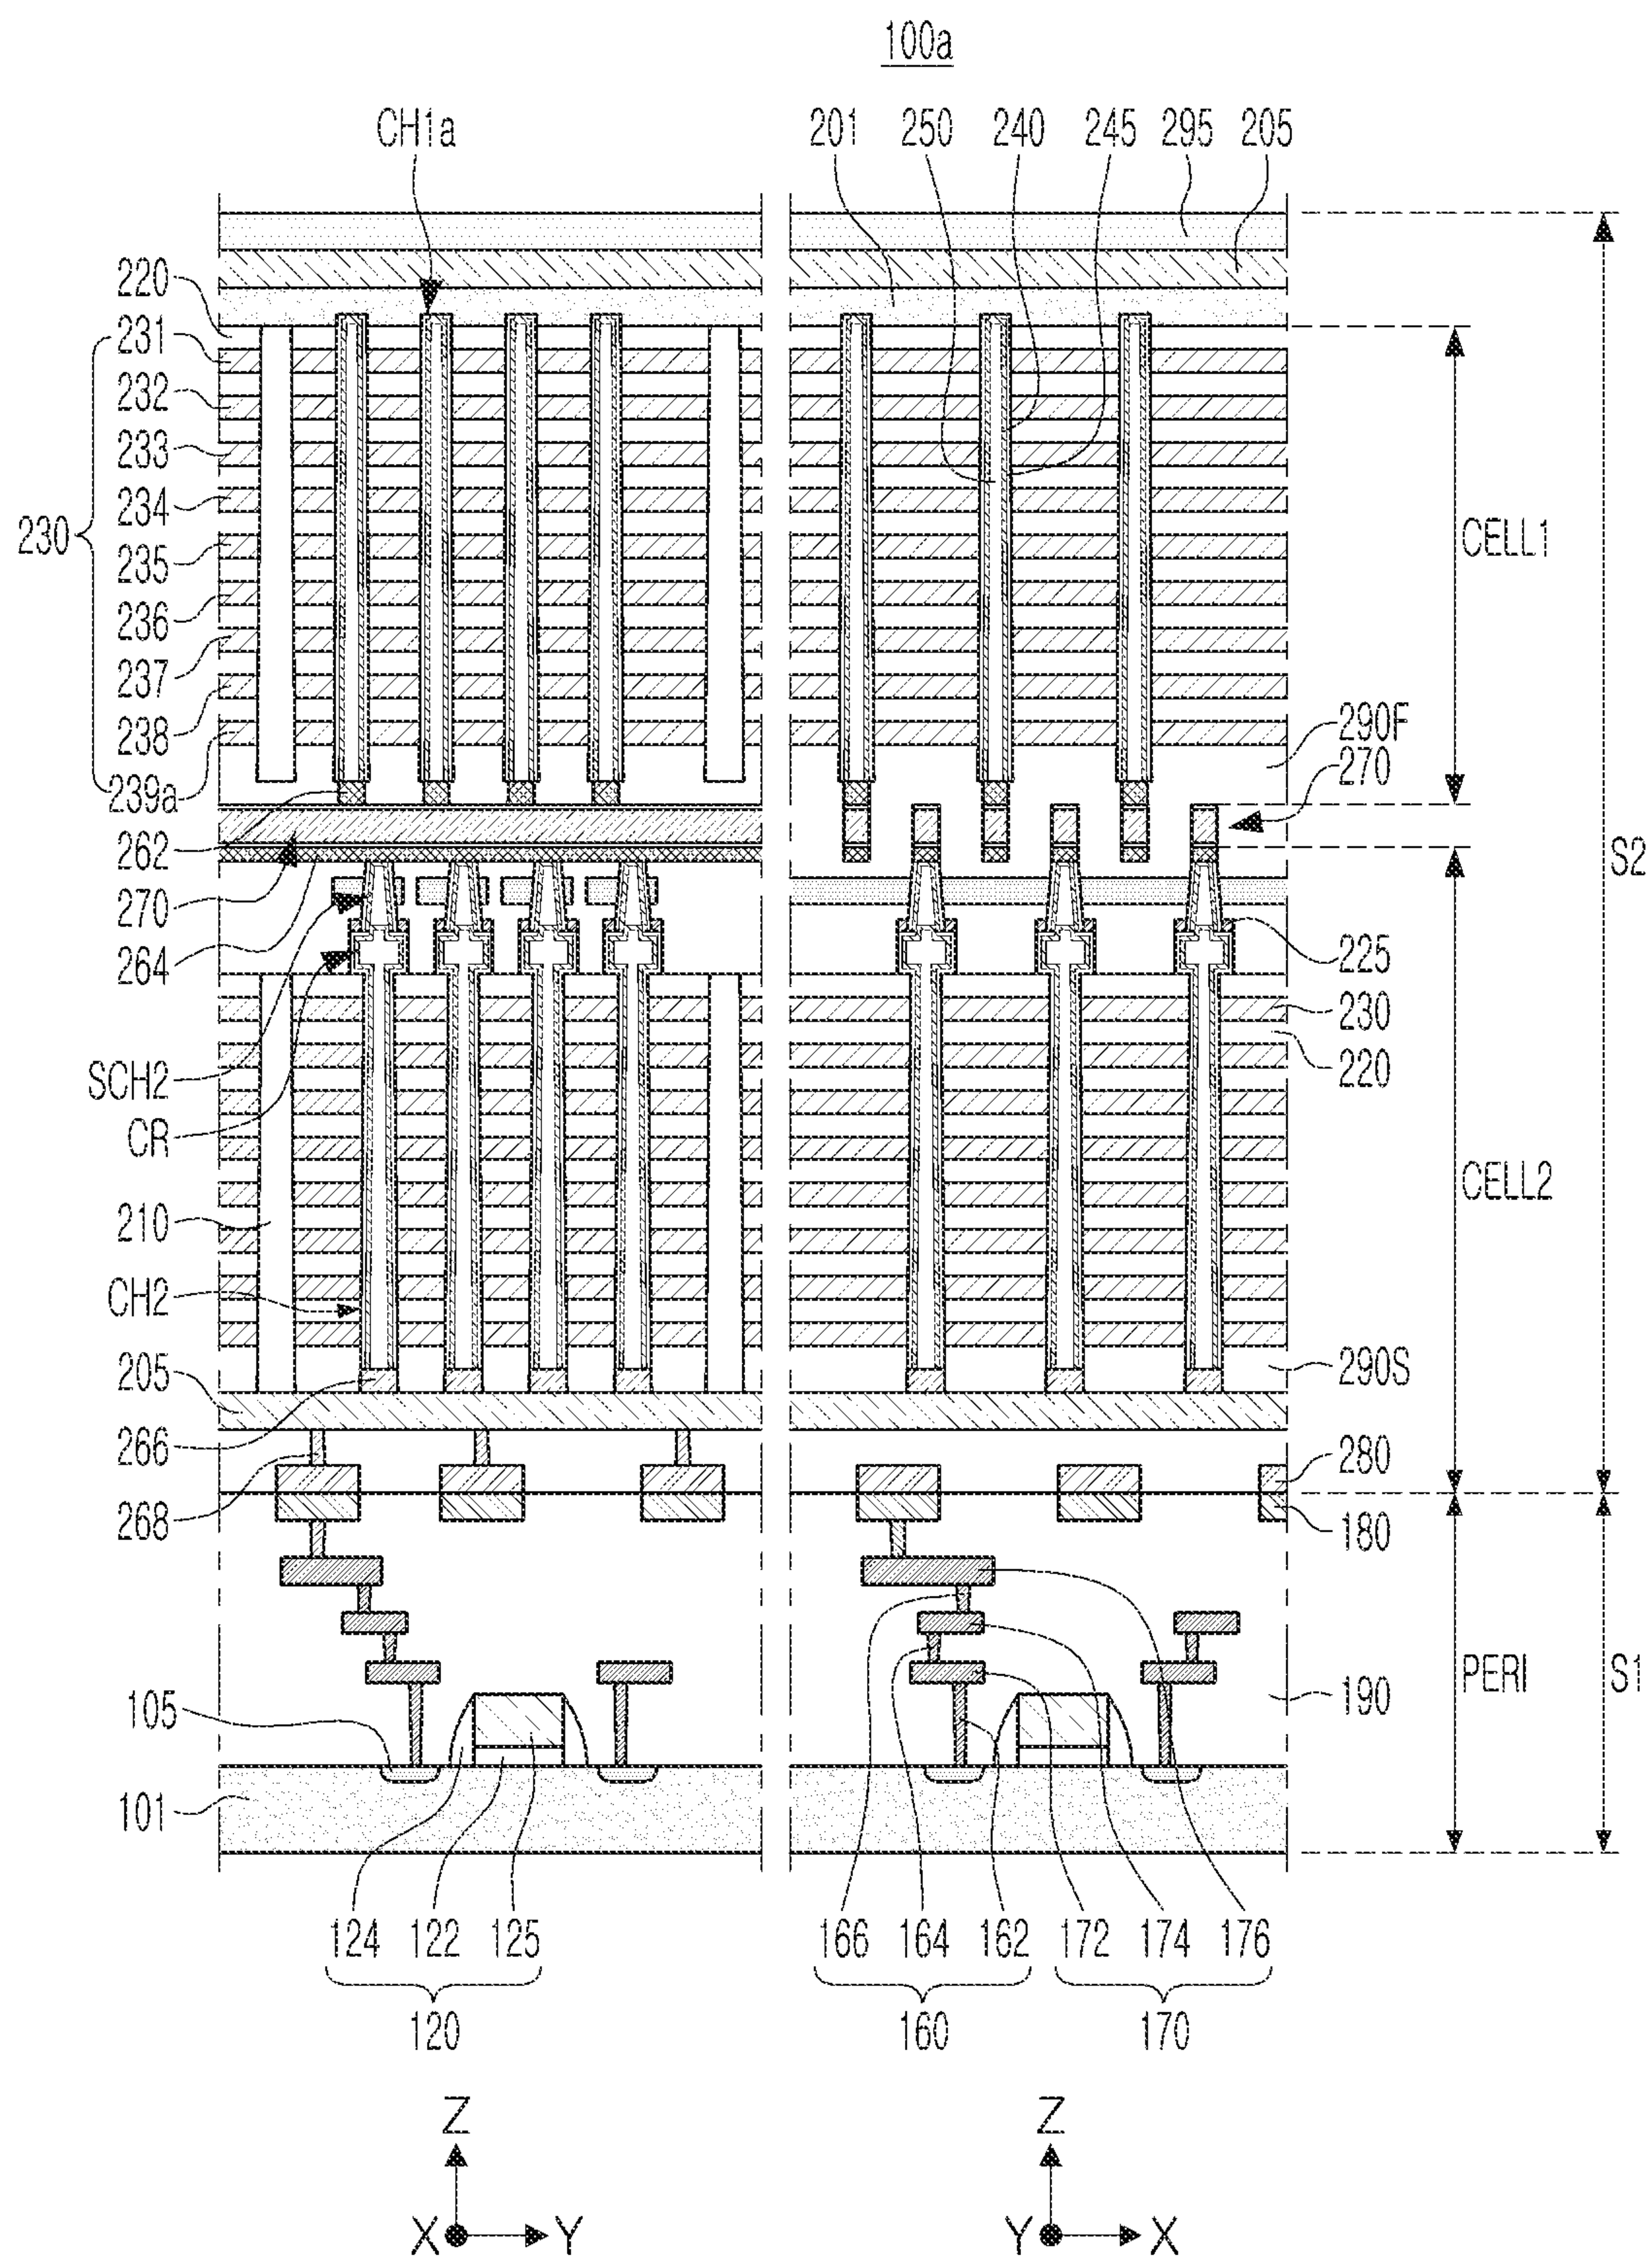 100a
CH1a
201 250 240 245 295 205
220
231
232
233
234
230
235
236
237
238
239a
262
270
264
SCH2
CR
210
CH2
205
266
268
105
101
CELL1
290F
270
S2
225
230
220
CELL2
290S
280
180
190
PERI
S1
124 122 125
120
166 164 162 172 174 176
160 170
Z
X Y
Z
Y X